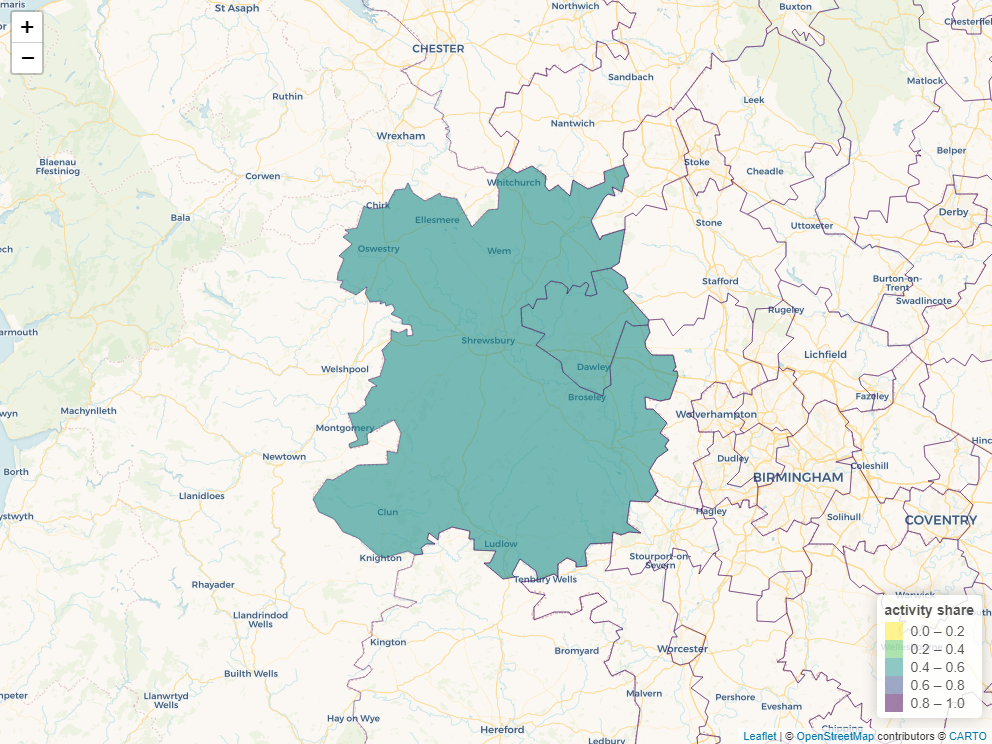 maris
St Asaph
Northwich
Buxton
+
CHESTER
Chesterfiel
−
Sandbach
Matlock
Ruthin
Leek
Nantwich
Wrexham
Belper
Blaenau
Ffestiniog
Stoke
Cheadle
Corwen
Whitchurch
Chirk
Bala
Ellesmere
Stone
Derby
Uttoxeter
ech
Oswestry
Wem
Stafford
Burton-on-
Trent
Swadlincote
Rugeley
armouth
Shrewsbury
Lichfield
Welshpool
Dawley
Broseley
Fazeley
wyn
Machynlleth
Wolverhampton
Montgomery
Hinc
Newtown
Dudley
Coleshill
Borth
BIRMINGHAM
Llanidloes
Clun
Hagley
Solihull
COVENTRY
ystwyth
Ludlow
Knighton
Stourport-on-
Severn
Tenbury Wells
Rhayader
Warwick
Llandrindod
Wells
activity share
0.0 – 0.2
0.2 – 0.4
0.4 – 0.6
0.6 – 0.8
0.8 – 1.0
Kington
Bromyard
Worcester
Builth Wells
mpeter
Llanwrtyd
Wells
Malvern
Pershore
Evesham
Hay on Wye
Hereford
Ledbury
Chipping
Leaflet | © OpenStreetMap contributors © CARTO